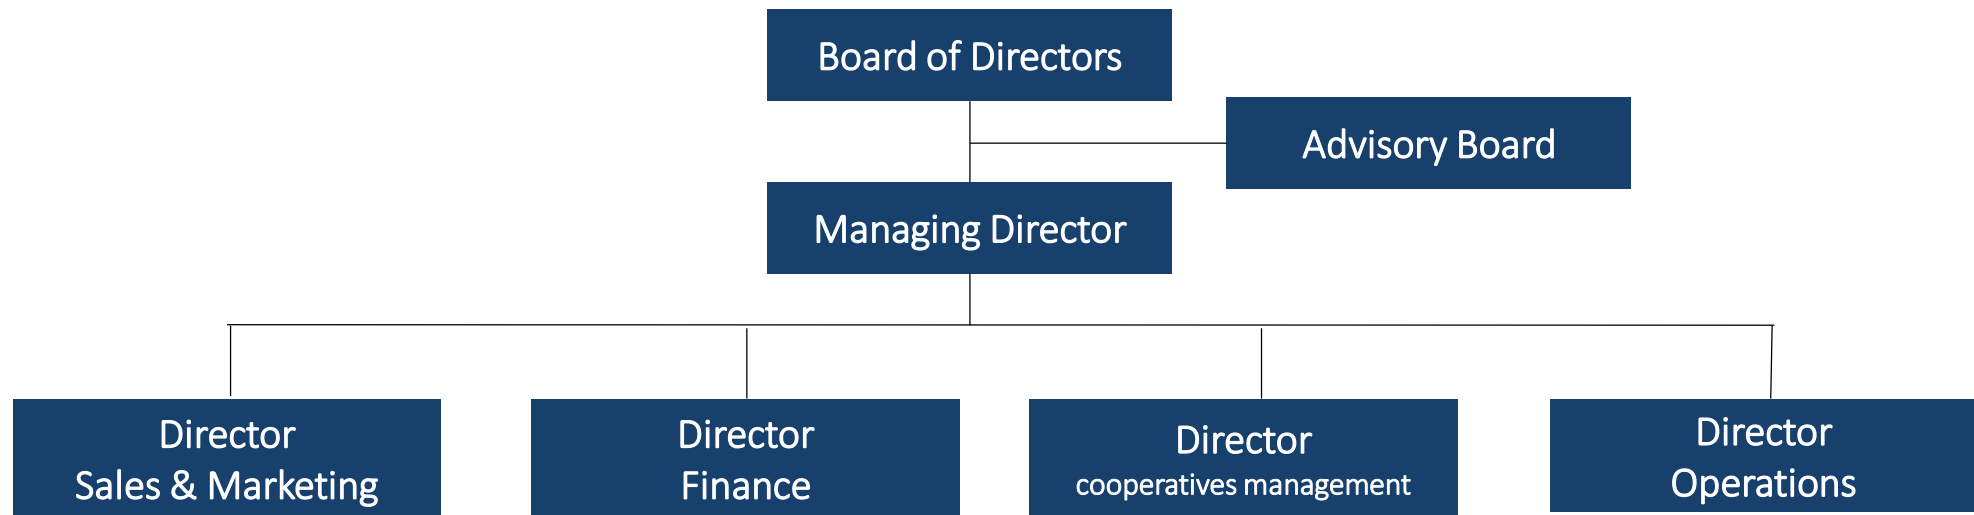 Board of Directors
Advisory Board
Managing Director
Director
Sales & Marketing
Director
Finance
Director
cooperatives management
Director
Operations